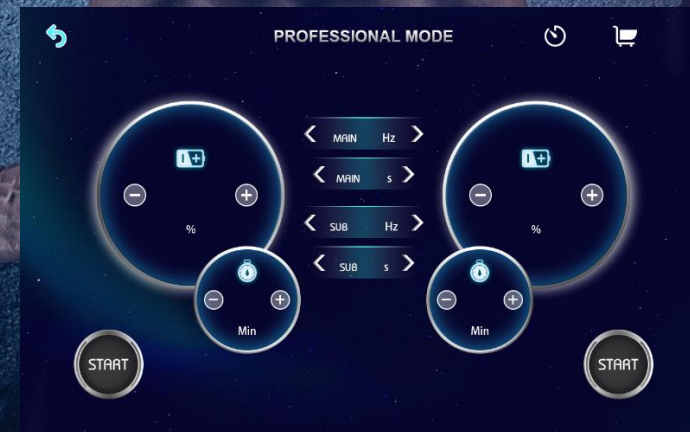 PROFESSIONAL MODE
MAIN Hz
MAIN s
SUB Hz
SUB s
%
%
Min
Min
START
START